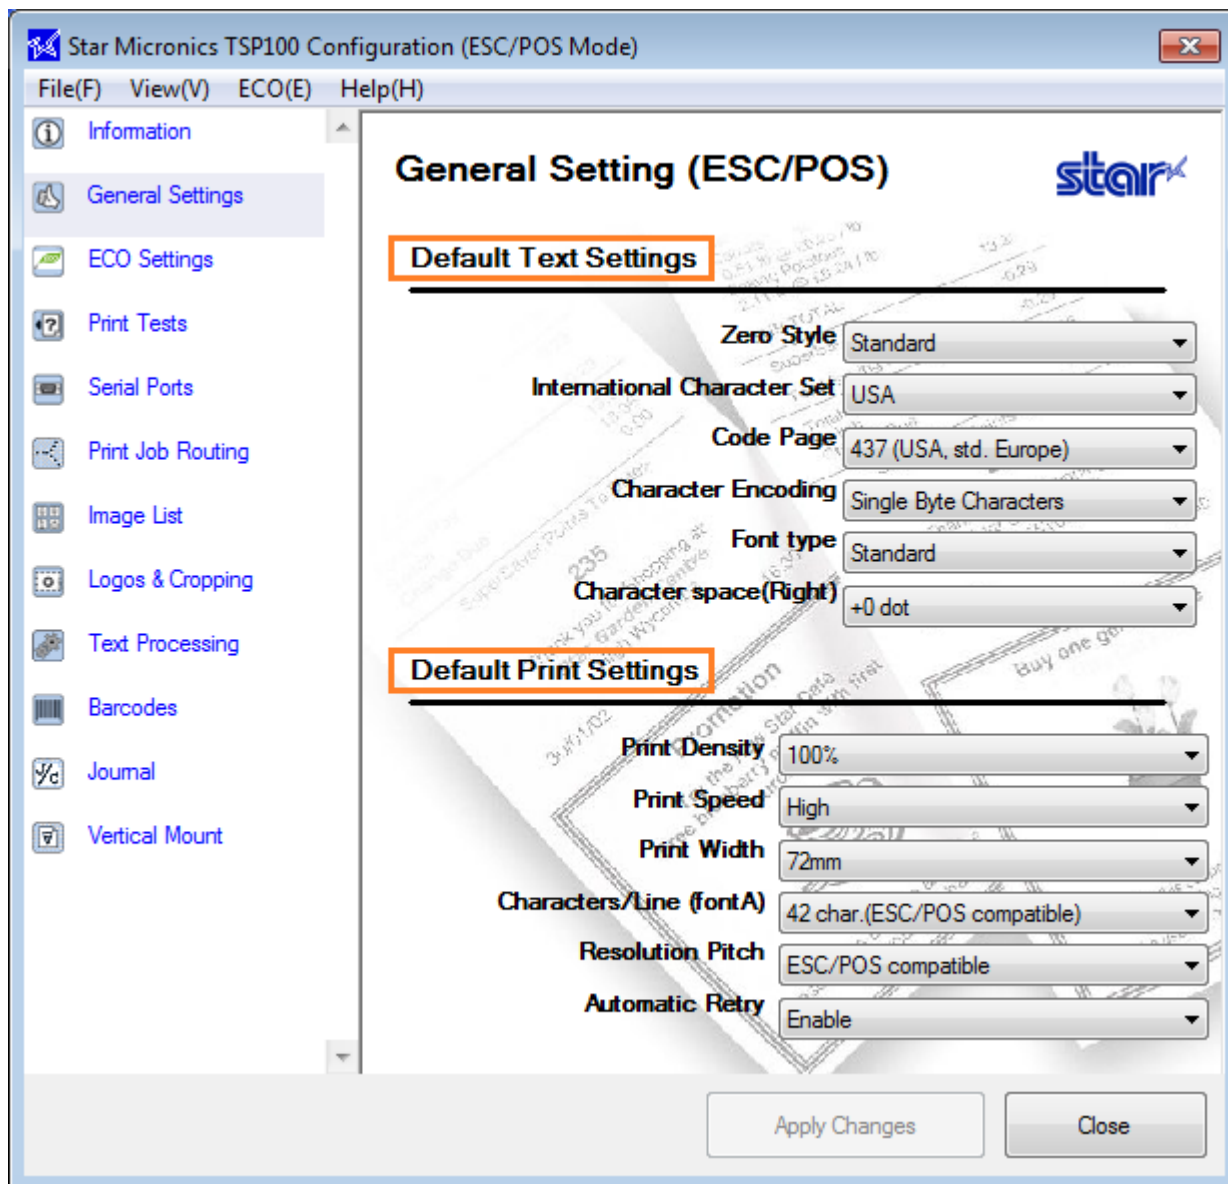 Star Micronics TSP100 Configuration (ESC/POS Mode)
File(F) View(V) ECO(E) Help(H)
Information
General Settings
ECO Settings
Print Tests
Serial Ports
Print Job Routing
Image List
Logos & Cropping
Text Processing
Barcodes
Journal
Vertical Mount
General Setting (ESC/POS)
star
Default Text Settings
Zero Style Standard
International Character Set USA
Code Page 437 (USA, std. Europe)
Character Encoding Single Byte Characters
Font type Standard
Character space(Right) +0 dot
Default Print Settings
Print Density 100%
Print Speed High
Print Width 72mm
Characters/Line (fontA) 42 char.(ESC/POS compatible)
Resolution Pitch ESC/POS compatible
Automatic Retry Enable
Apply Changes Close
235
Promotion
Buy one